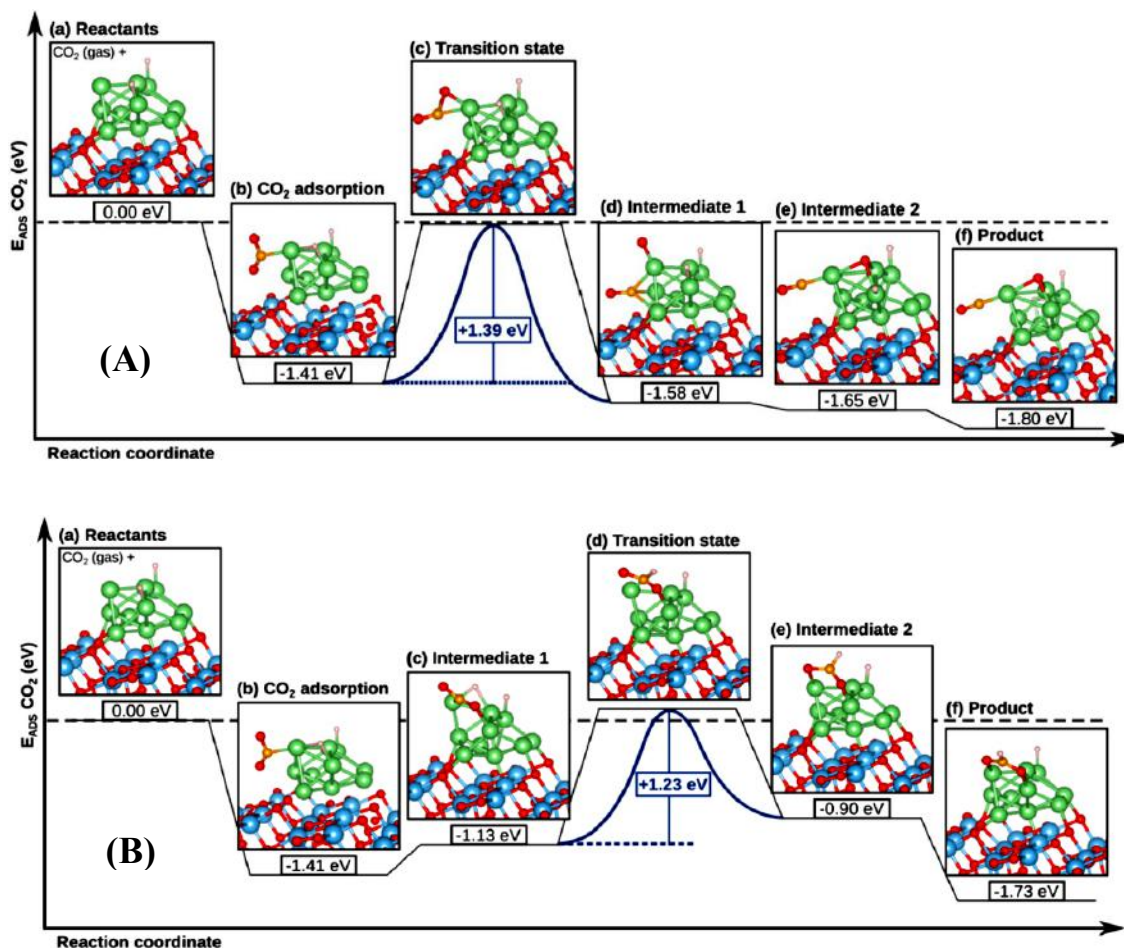 (a) Reactants
CO₂ (gas) +
0.00 eV
(b) CO₂ adsorption
-1.41 eV
(c) Transition state
+1.39 eV
(d) Intermediate 1
-1.58 eV
(e) Intermediate 2
-1.65 eV
(f) Product
-1.80 eV
E_ADS CO₂ (eV)
(A)
Reaction coordinate
(a) Reactants
CO₂ (gas) +
0.00 eV
(b) CO₂ adsorption
-1.41 eV
(c) Intermediate 1
-1.13 eV
(d) Transition state
+1.23 eV
(e) Intermediate 2
-0.90 eV
(f) Product
-1.73 eV
E_ADS CO₂ (eV)
(B)
Reaction coordinate